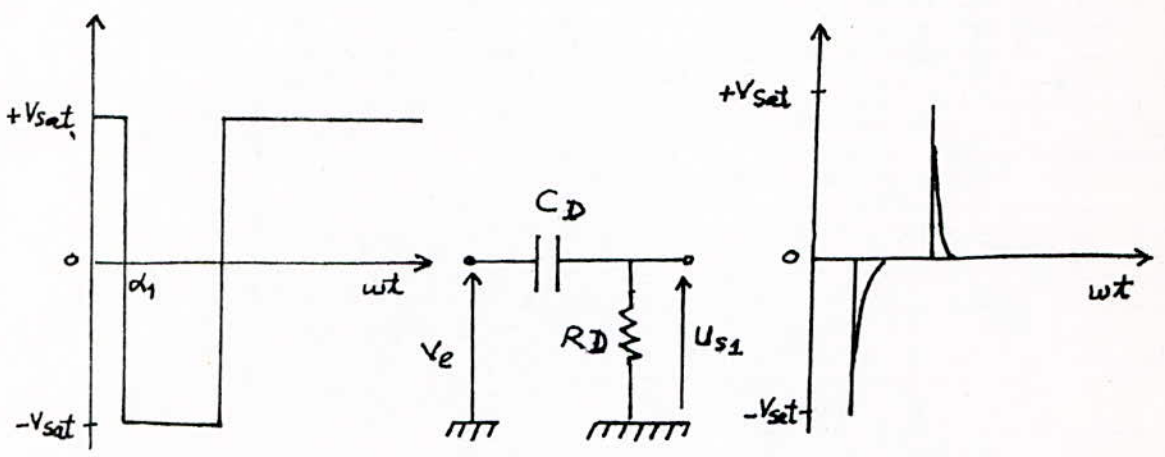 +Vsat
0
α1
ωt
-Vsat
CD
Ve
RD
Us1
+Vsat
0
ωt
-Vsat